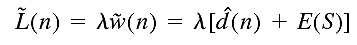 L̃(n) = λw̃(n) = λ[d̂(n) + E(S)]